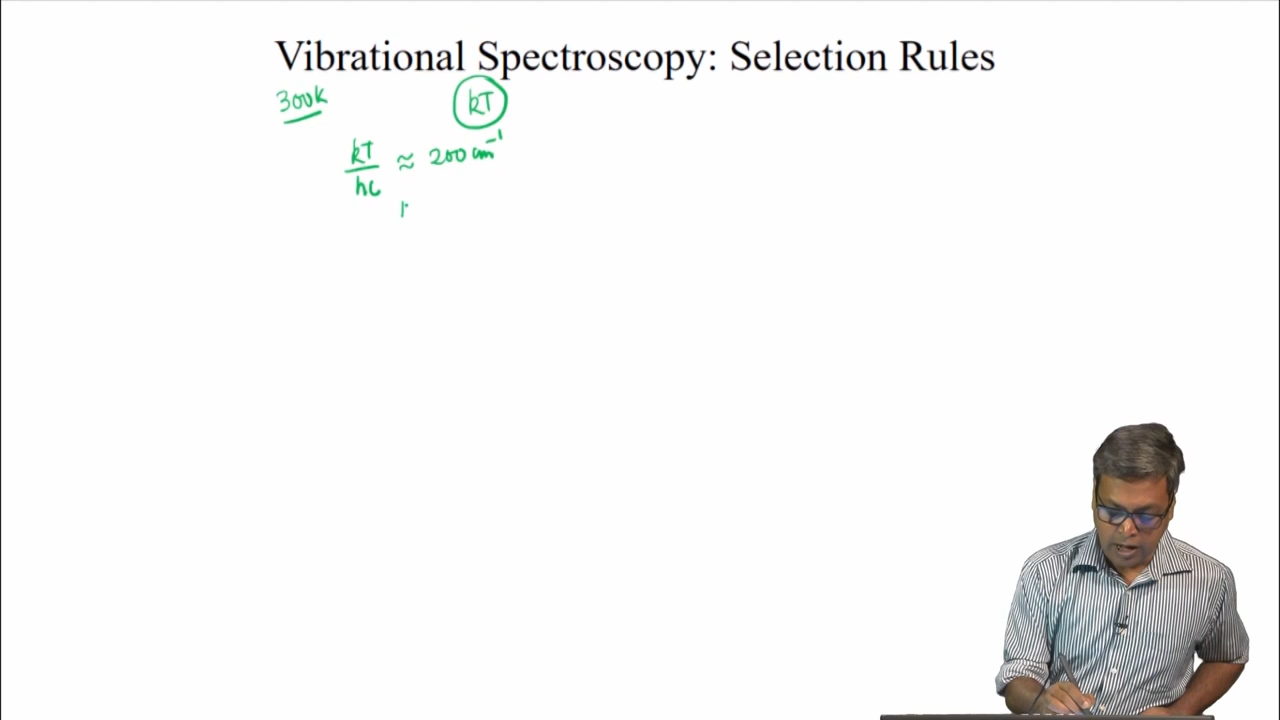 Vibrational Spectroscopy: Selection Rules
300K kT
kT/hc ≈ 200 cm⁻¹